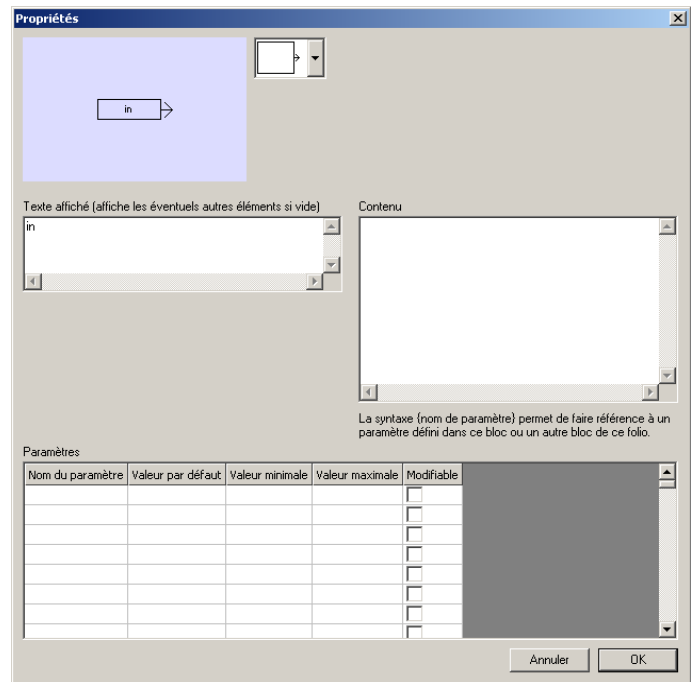 Propriétés
in
Texte affiché (affiche les éventuels autres éléments si vide)
in
Contenu
La syntaxe {nom de paramètre} permet de faire référence à un
paramètre défini dans ce bloc ou un autre bloc de ce folio.
Paramètres
Nom du paramètre Valeur par défaut Valeur minimale Valeur maximale Modifiable
Annuler OK